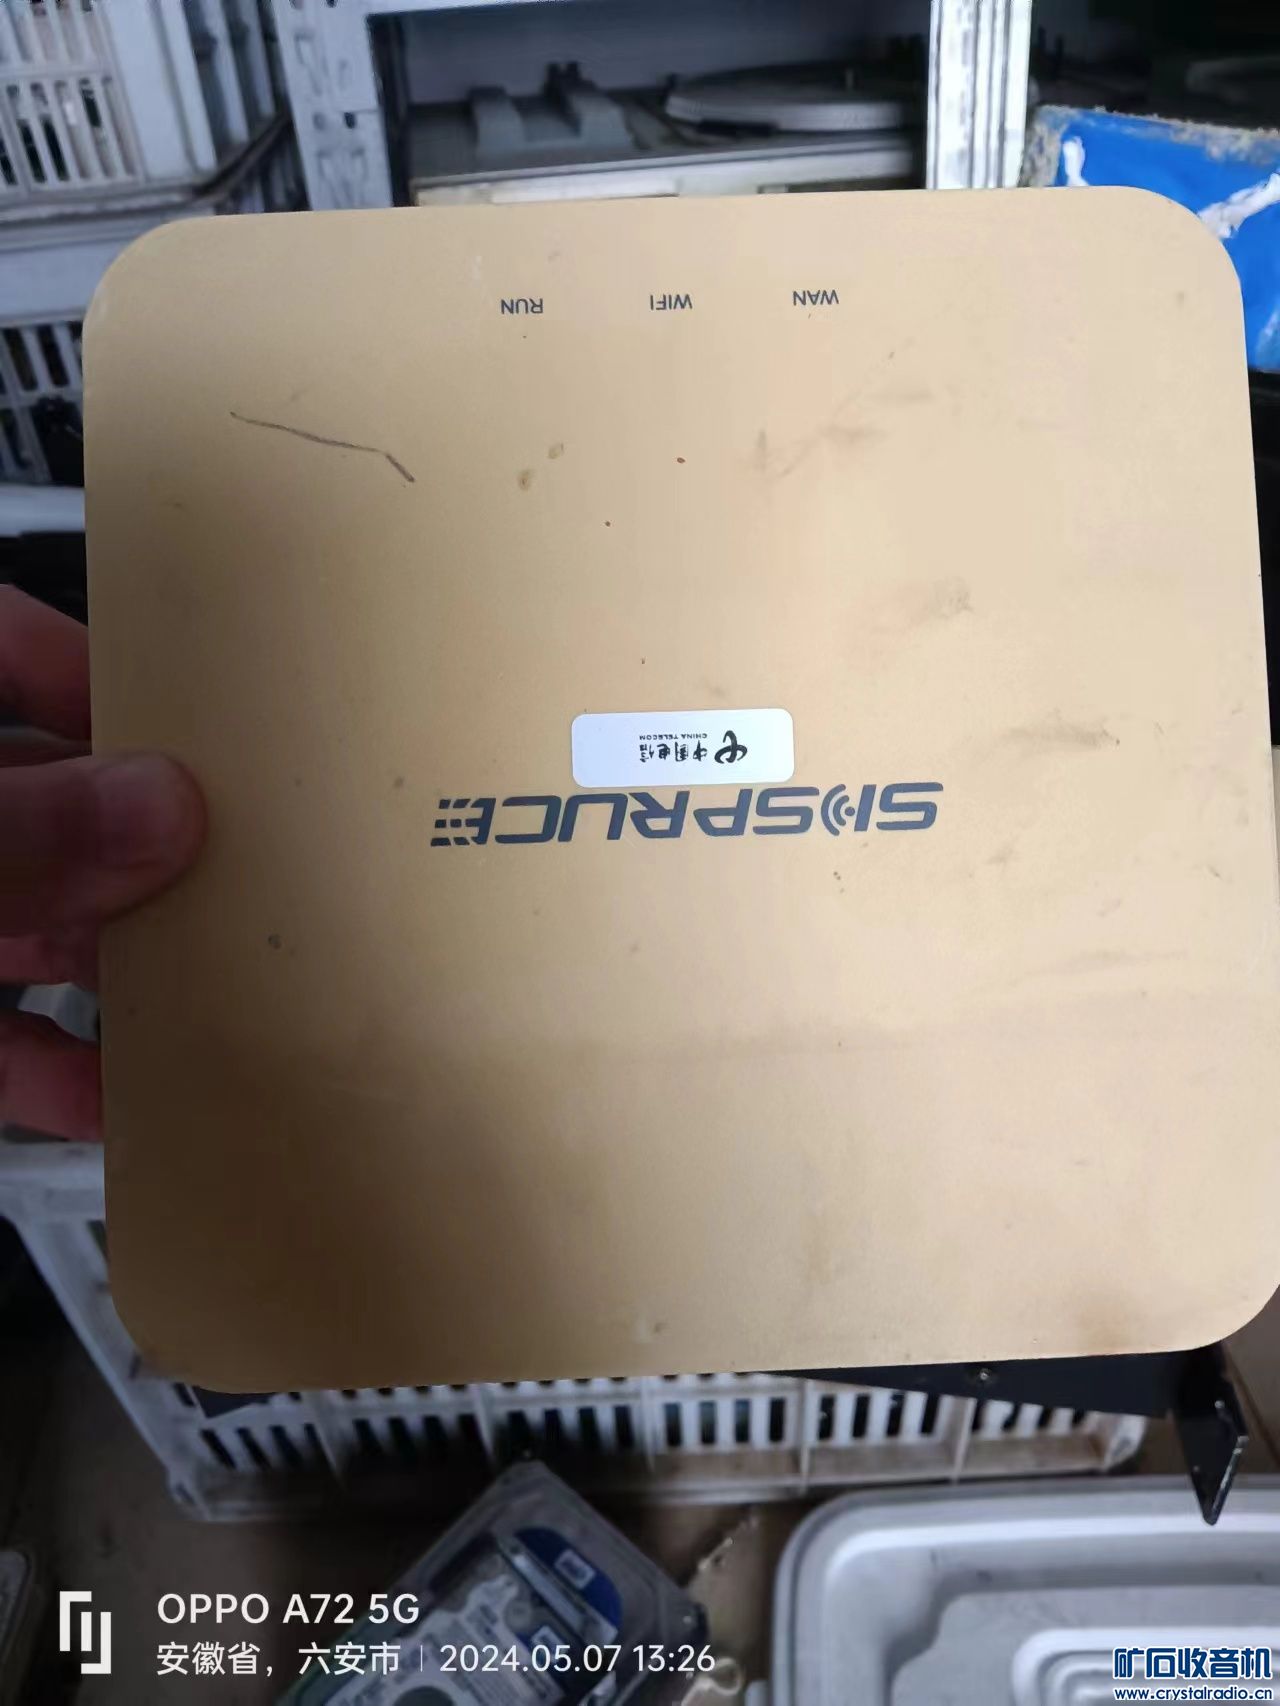 RUN WIFI WAN
中国电信
CHINA TELECOM
SISPRUCE
OPPO A72 5G
安徽省，六安市 | 2024.05.07 13:26
矿石收音机
www.crystalradio.cn